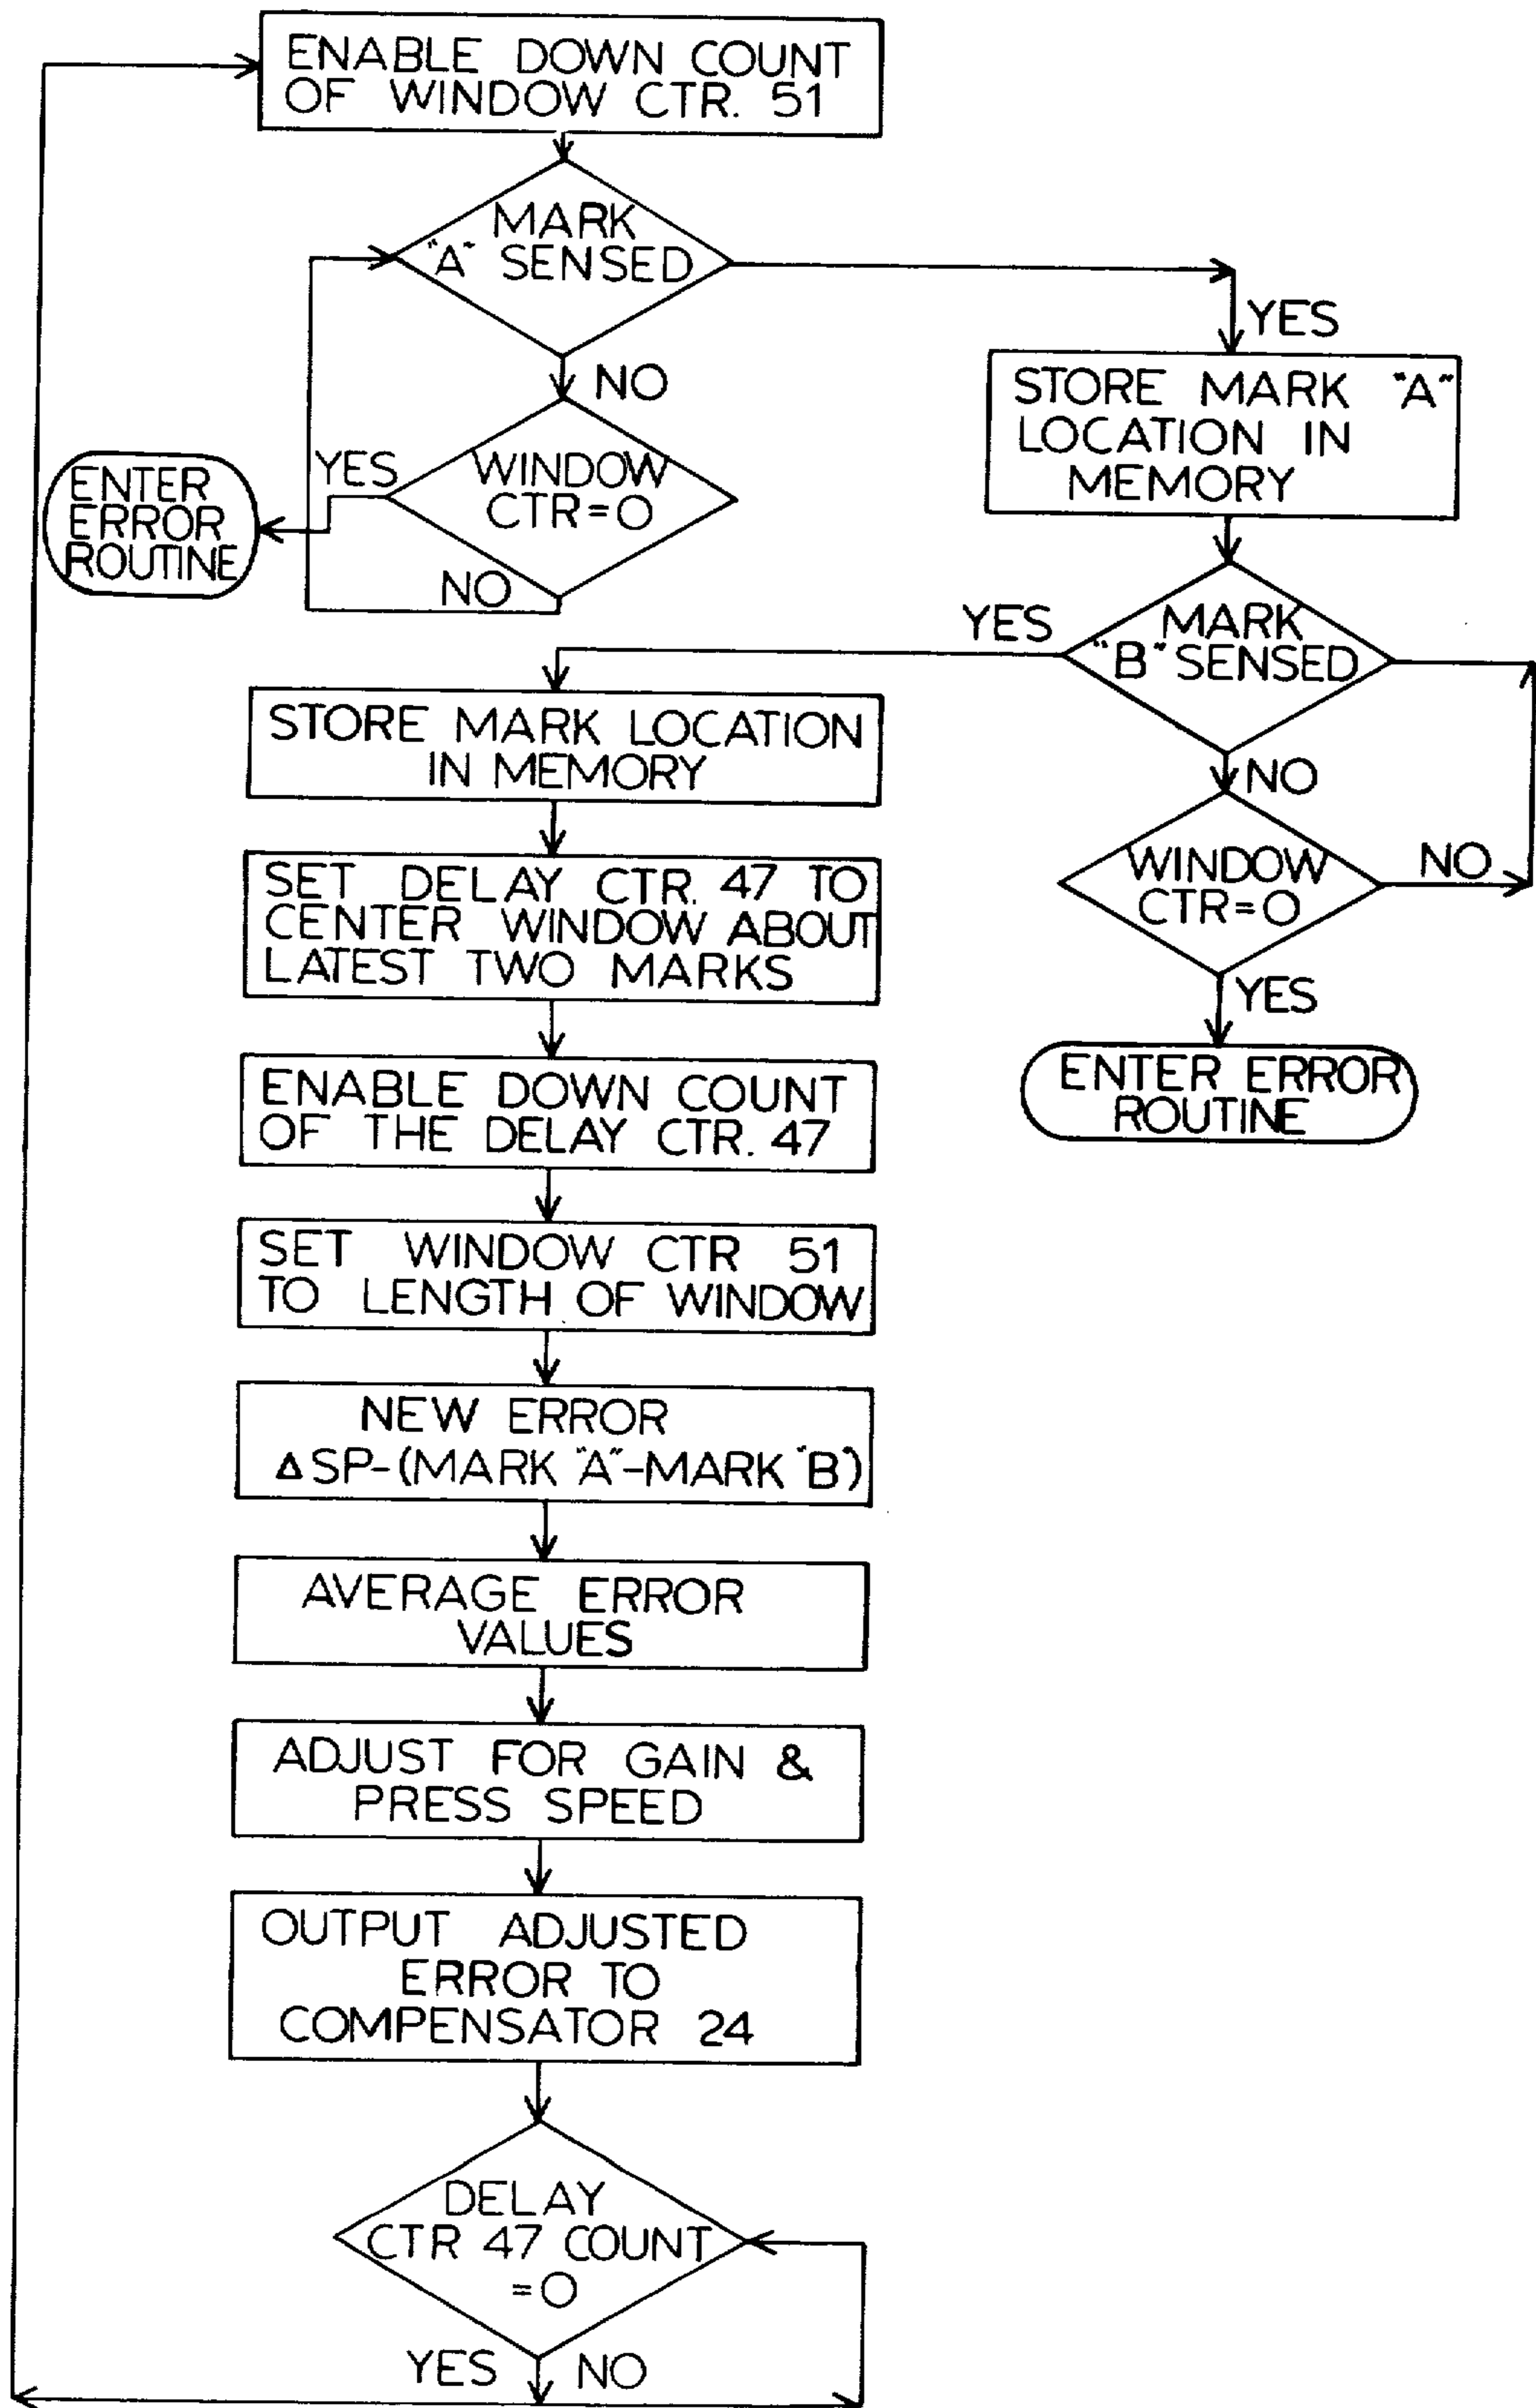 ENABLE DOWN COUNT
OF WINDOW CTR. 51
MARK
"A" SENSED
YES
NO
STORE MARK "A"
LOCATION IN
MEMORY
YES
WINDOW
CTR=0
ENTER
ERROR
ROUTINE
NO
YES
MARK
"B" SENSED
STORE MARK LOCATION
IN MEMORY
NO
SET DELAY CTR. 47 TO
CENTER WINDOW ABOUT
LATEST TWO MARKS
WINDOW
CTR=0
NO
YES
ENABLE DOWN COUNT
OF THE DELAY CTR. 47
ENTER ERROR
ROUTINE
SET WINDOW CTR 51
TO LENGTH OF WINDOW
NEW ERROR
ΔSP-(MARK "A"-MARK "B")
AVERAGE ERROR
VALUES
ADJUST FOR GAIN &
PRESS SPEED
OUTPUT ADJUSTED
ERROR TO
COMPENSATOR 24
DELAY
CTR 47 COUNT
=0
YES NO